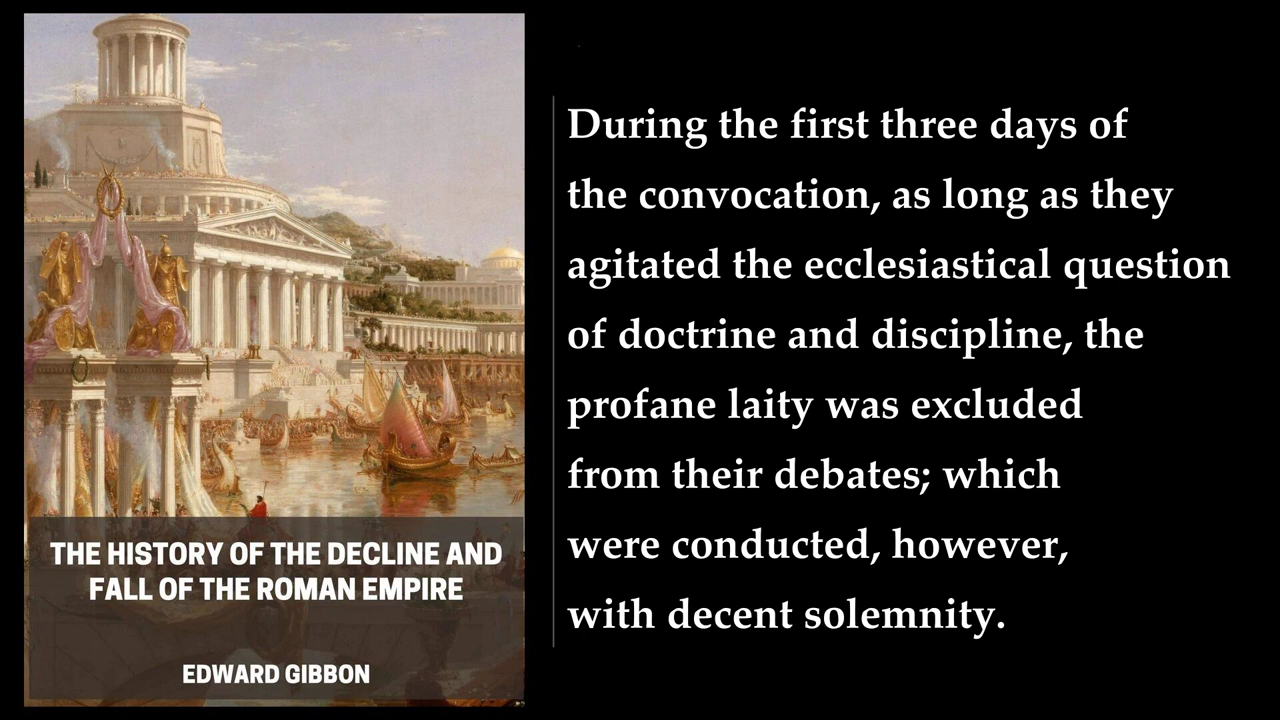 THE HISTORY OF THE DECLINE AND
FALL OF THE ROMAN EMPIRE
EDWARD GIBBON
During the first three days of
the convocation, as long as they
agitated the ecclesiastical question
of doctrine and discipline, the
profane laity was excluded
from their debates; which
were conducted, however,
with decent solemnity.